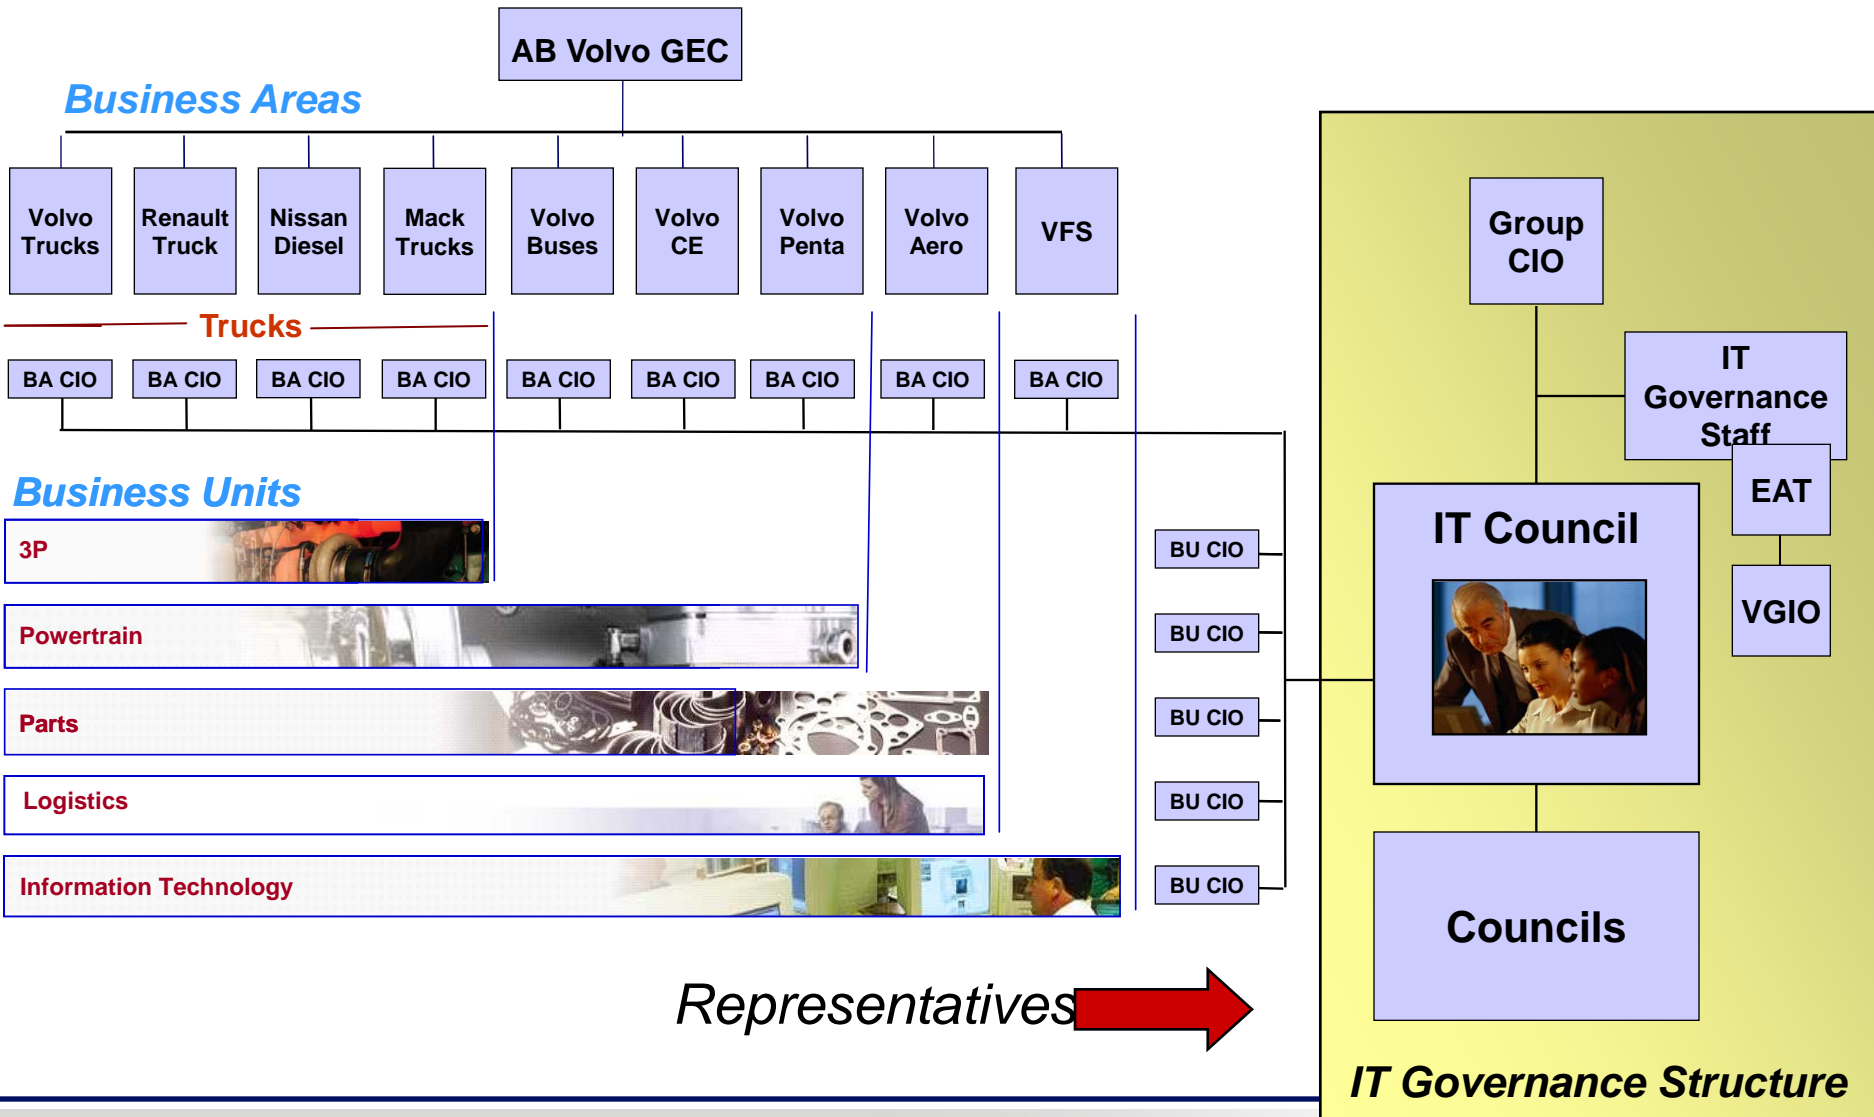 AB Volvo GEC
Business Areas
Volvo
Trucks
Renault
Truck
Nissan
Diesel
Mack
Trucks
Volvo
Buses
Volvo
CE
Volvo
Penta
Volvo
Aero
VFS
Trucks
BA CIO
BA CIO
BA CIO
BA CIO
BA CIO
BA CIO
BA CIO
BA CIO
BA CIO
Business Units
3P
Powertrain
Parts
Logistics
Information Technology
BU CIO
BU CIO
BU CIO
BU CIO
BU CIO
Representatives
Group
CIO
IT
Governance
Staff
EAT
VGIO
IT Council
Councils
IT Governance Structure